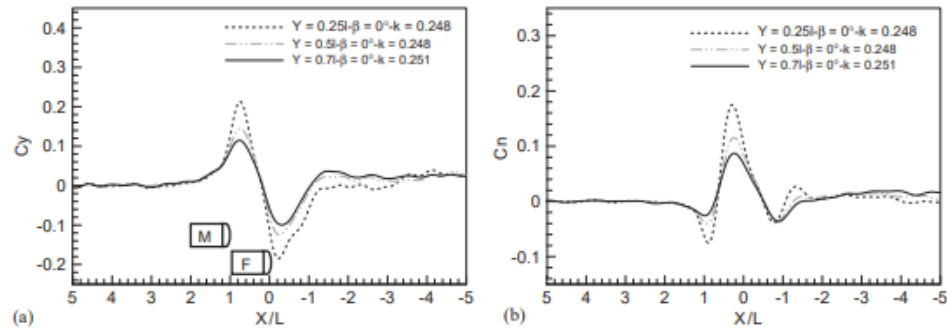 Y = 0.25l-β = 0°-k = 0.248
Y = 0.5l-β = 0°-k = 0.248
Y = 0.7l-β = 0°-k = 0.251
0.4
0.3
0.2
0.1
0
-0.1
-0.2
Cy
M
F
5 4 3 2 1 0 -1 -2 -3 -4 -5
(a) X/L
Y = 0.25l-β = 0°-k = 0.248
Y = 0.5l-β = 0°-k = 0.248
Y = 0.7l-β = 0°-k = 0.251
0.3
0.2
0.1
0
-0.1
Cn
5 4 3 2 1 0 -1 -2 -3 -4 -5
(b) X/L